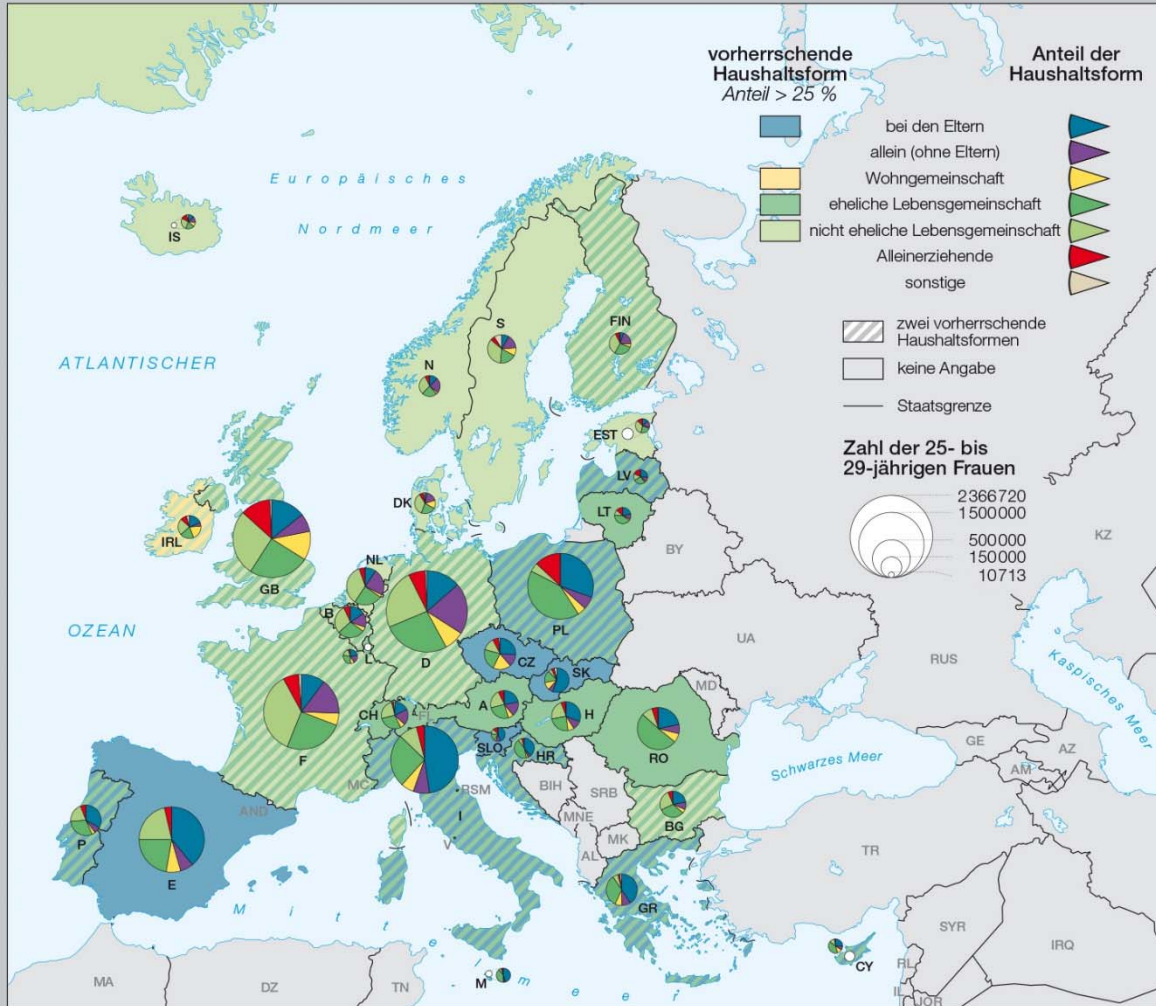 vorherrschende
Haushaltsform
Anteil > 25 %
Anteil der
Haushaltsform
bei den Eltern
allein (ohne Eltern)
Wohngemeinschaft
eheliche Lebensgemeinschaft
nicht eheliche Lebensgemeinschaft
Alleinerziehende
sonstige
zwei vorherrschende
Haushaltsformen
keine Angabe
Staatsgrenze
Zahl der 25- bis
29-jährigen Frauen
2366720
1500000
500000
150000
10713
Europäisches
Nordmeer
ATLANTISCHER
OZEAN
Mittelmeer
Schwarzes Meer
Kaspisches Meer
IS
N
S
FIN
EST
LV
LT
DK
IRL
GB
NL
B
L
D
PL
CZ
SK
BY
UA
RUS
KZ
MD
F
CH
FL
A
H
SLO
HR
RO
MC
RSM
I
V
BIH
SRB
MNE
MK
AL
BG
GR
AND
P
E
M
CY
GE
AM
AZ
TR
SYR
IRQ
RL
IL
JOR
MA
DZ
TN